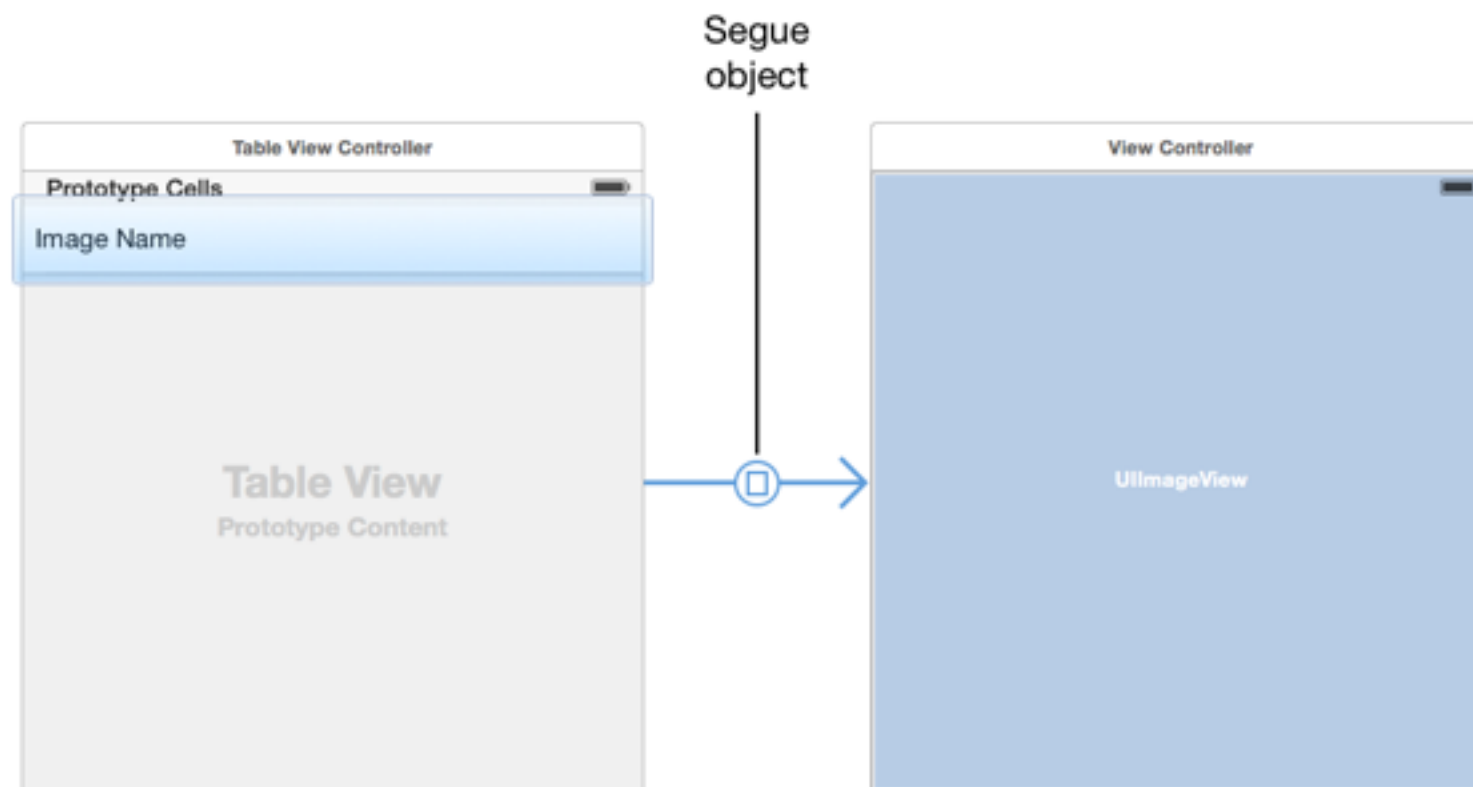 Segue
object
Table View Controller
Prototype Cells
Image Name
Table View
Prototype Content
View Controller
UIImageView